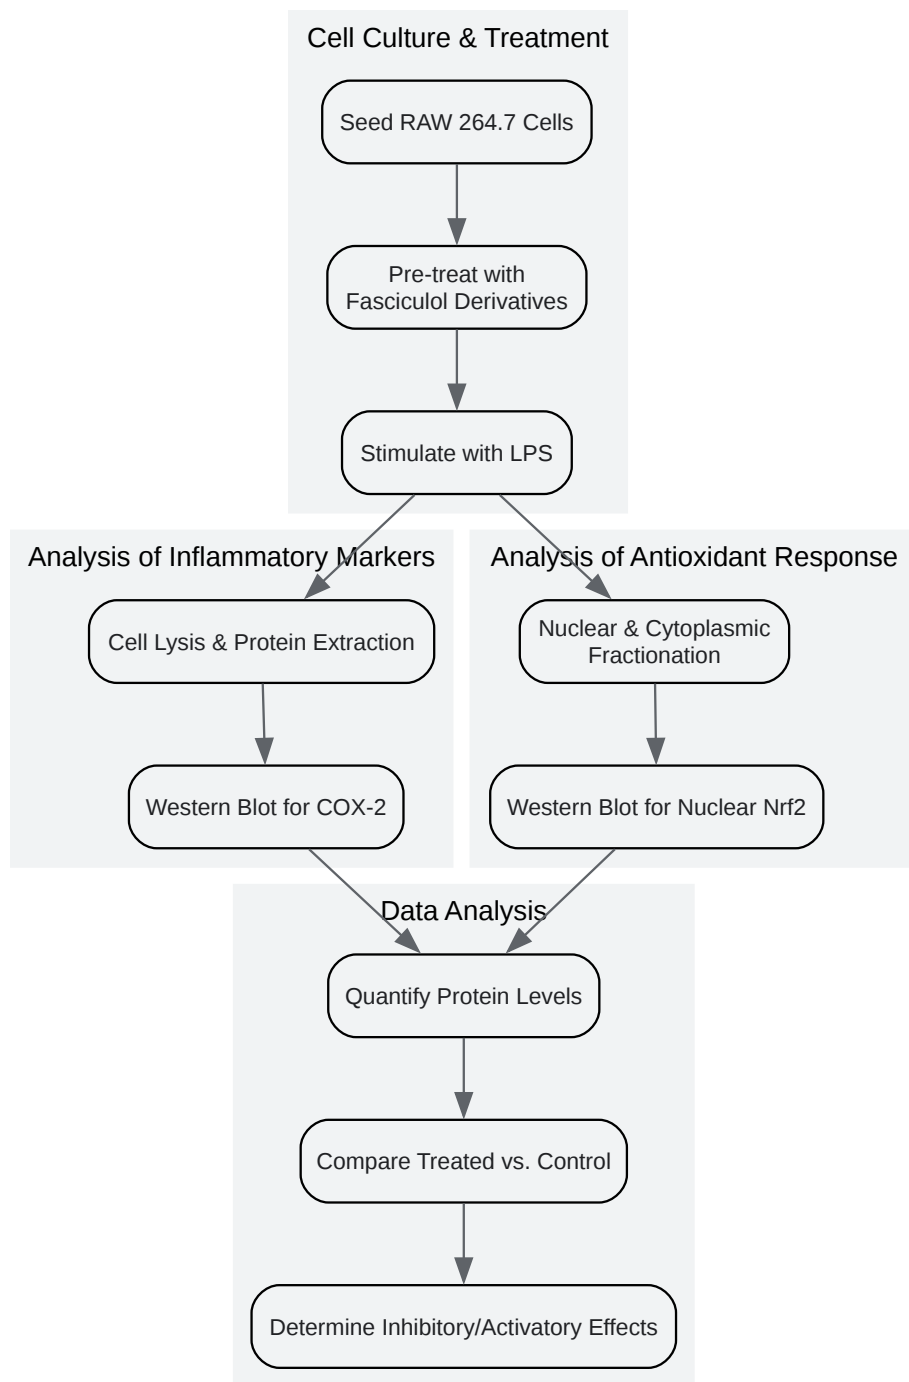 Cell Culture & Treatment
Seed RAW 264.7 Cells
Pre-treat with
Fasciculol Derivatives
Stimulate with LPS
Analysis of Inflammatory Markers
Cell Lysis & Protein Extraction
Western Blot for COX-2
Analysis of Antioxidant Response
Nuclear & Cytoplasmic
Fractionation
Western Blot for Nuclear Nrf2
Data Analysis
Quantify Protein Levels
Compare Treated vs. Control
Determine Inhibitory/Activatory Effects